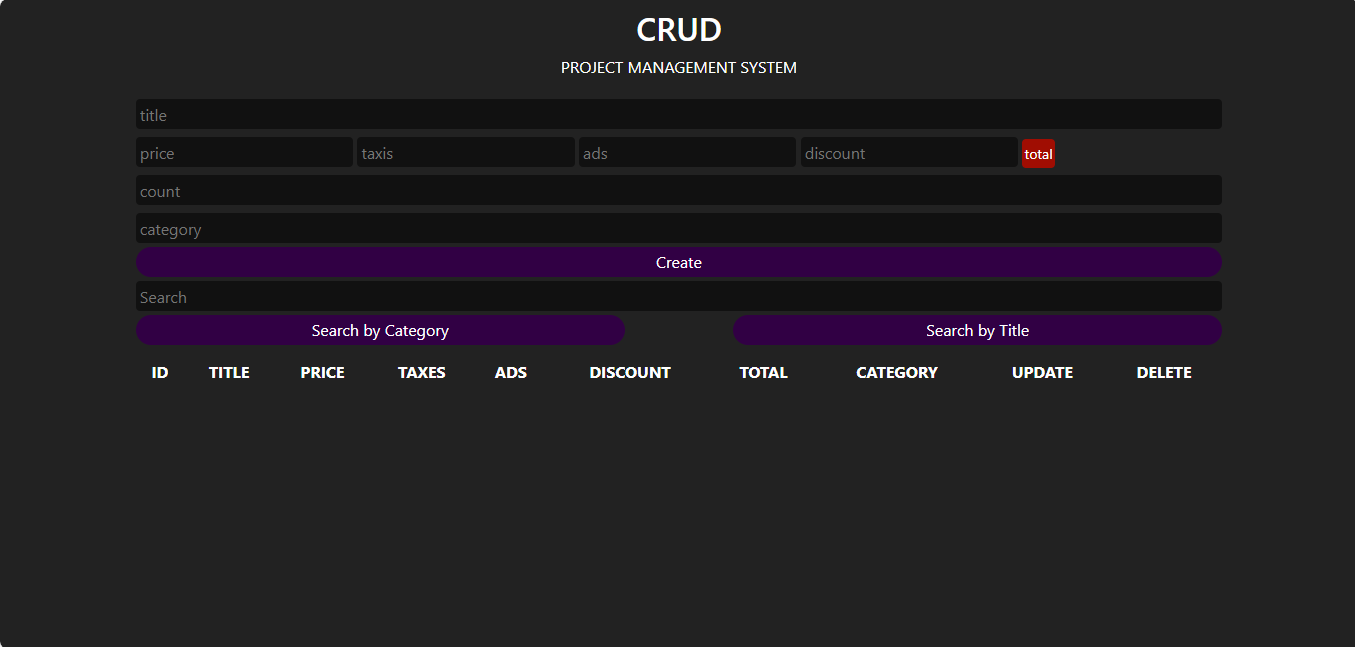 CRUD
PROJECT MANAGEMENT SYSTEM
title
price taxis ads discount total
count
category
Create
Search
Search by Category Search by Title
ID TITLE PRICE TAXES ADS DISCOUNT TOTAL CATEGORY UPDATE DELETE